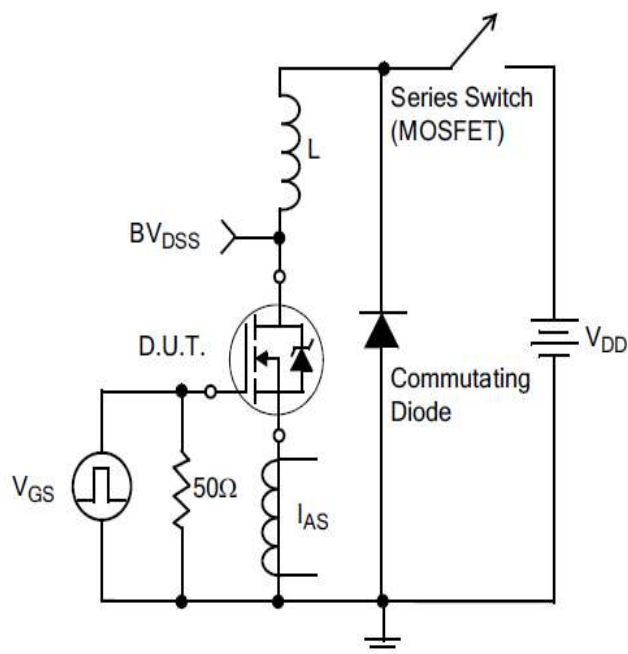 Series Switch
(MOSFET)
L
BVDSS
D.U.T.
VDD
Commutating
Diode
VGS
50Ω
IAS